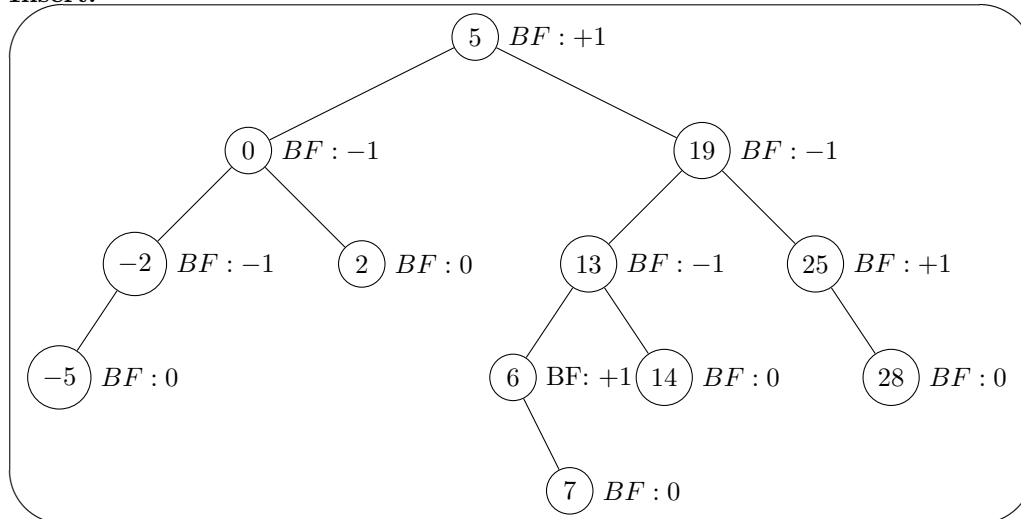 Insert:
5 BF : +1
0 BF : −1 19 BF : −1
−2 BF : −1 2 BF : 0 13 BF : −1 25 BF : +1
−5 BF : 0 6 BF: +1 14 BF : 0 28 BF : 0
7 BF : 0